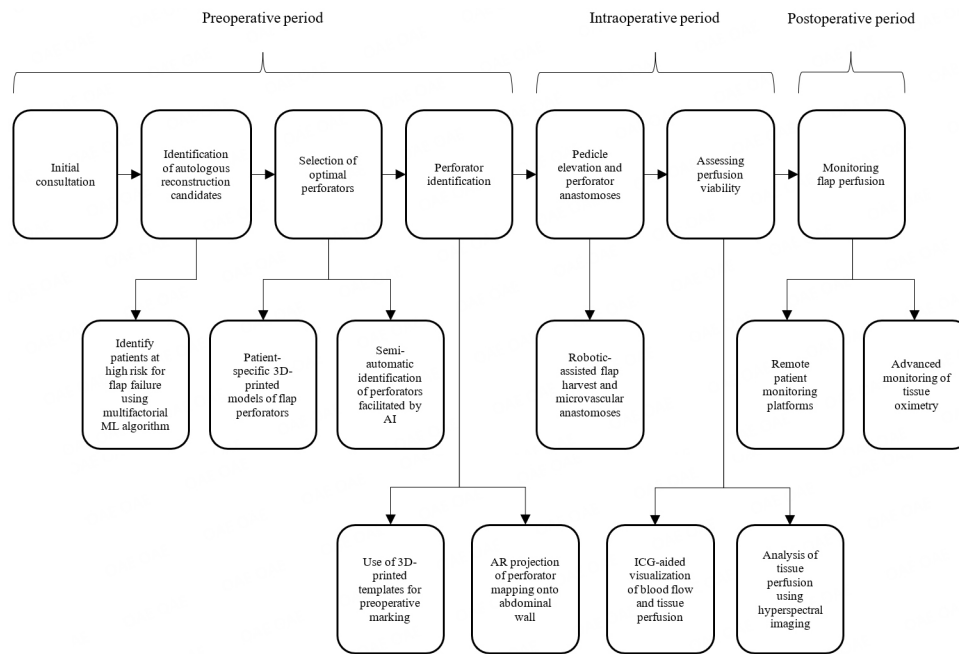 Preoperative period
Intraoperative period
Postoperative period
Initial
consultation
Identification
of autologous
reconstruction
candidates
Selection of
optimal
perforators
Perforator
identification
Pedicle
elevation and
perforator
anastomoses
Assessing
perfusion
viability
Monitoring
flap perfusion
Identify
patients at
high risk for
flap failure
using
multifactorial
ML algorithm
Patient-
specific 3D-
printed
models of flap
perforators
Semi-
automatic
identification
of perforators
facilitated by
AI
Robotic-
assisted flap
harvest and
microvascular
anastomoses
Remote
patient
monitoring
platforms
Advanced
monitoring of
tissue
oximetry
Use of 3D-
printed
templates for
preoperative
marking
AR projection
of perforator
mapping onto
abdominal
wall
ICG-aided
visualization
of blood flow
and tissue
perfusion
Analysis of
tissue
perfusion
using
hyperspectral
imaging